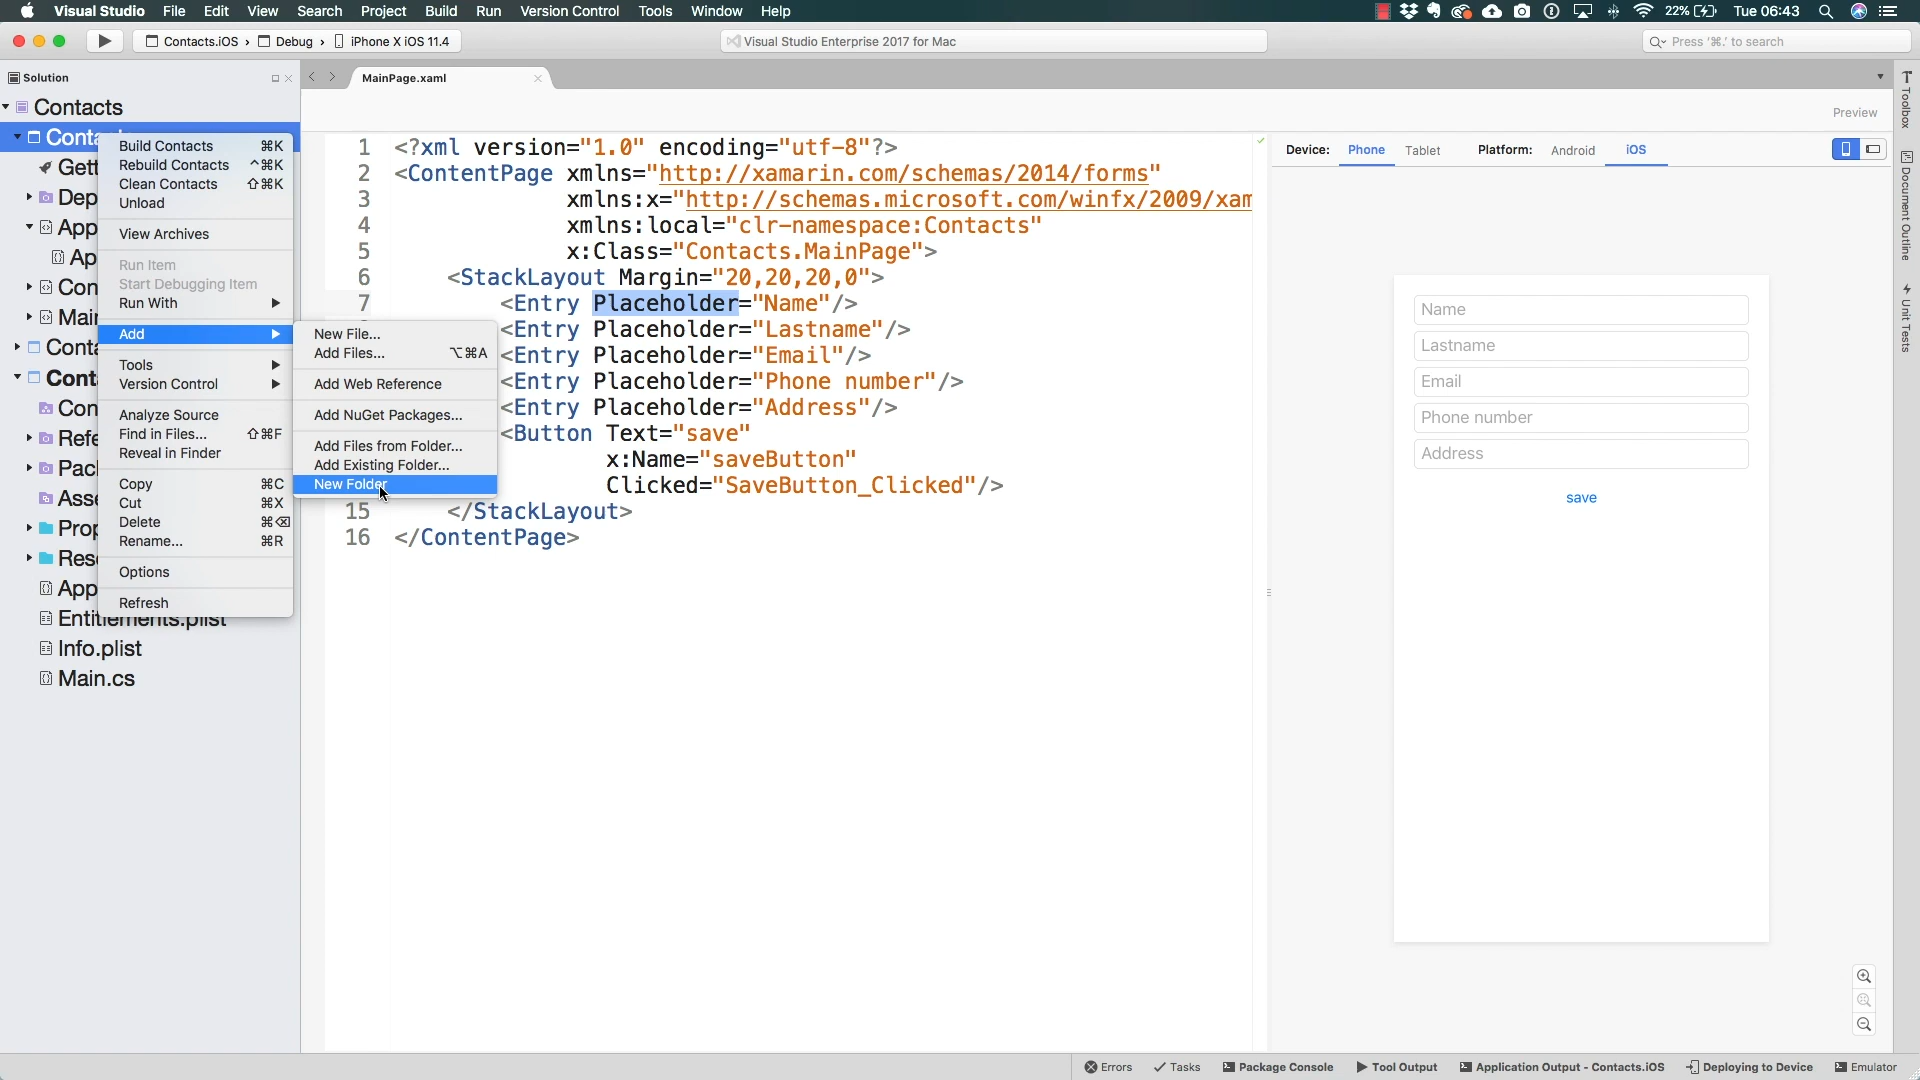 Visual Studio File Edit View Search Project Build Run Version Control Tools Window Help 22% Tue 06:43
Contacts.iOS › Debug › iPhone X iOS 11.4 Visual Studio Enterprise 2017 for Mac Press '⌘.' to search
Solution
MainPage.xaml
Toolbox
Document Outline
Unit Tests
Preview
Device: Phone Tablet Platform: Android iOS
Contacts
Build Contacts ⌘K
Rebuild Contacts ^⌘K
Clean Contacts ⇧⌘K
Unload
View Archives
Run Item
Start Debugging Item
Run With
Add
Tools
Version Control
Analyze Source
Find in Files... ⇧⌘F
Reveal in Finder
Copy ⌘C
Cut ⌘X
Delete ⌘⌫
Rename... ⌘R
Options
Refresh
New File...
Add Files... ⌥⌘A
Add Web Reference
Add NuGet Packages...
Add Files from Folder...
Add Existing Folder...
New Folder
Entitlements.plist
Info.plist
Main.cs
1 <?xml version="1.0" encoding="utf-8"?>
2 <ContentPage xmlns="http://xamarin.com/schemas/2014/forms"
3 xmlns:x="http://schemas.microsoft.com/winfx/2009/xam
4 xmlns:local="clr-namespace:Contacts"
5 x:Class="Contacts.MainPage">
6 <StackLayout Margin="20,20,20,0">
7 <Entry Placeholder="Name"/>
<Entry Placeholder="Lastname"/>
<Entry Placeholder="Email"/>
<Entry Placeholder="Phone number"/>
<Entry Placeholder="Address"/>
<Button Text="save"
x:Name="saveButton"
Clicked="SaveButton_Clicked"/>
15 </StackLayout>
16 </ContentPage>
Name
Lastname
Email
Phone number
Address
save
Errors Tasks Package Console Tool Output Application Output - Contacts.iOS Deploying to Device Emulator